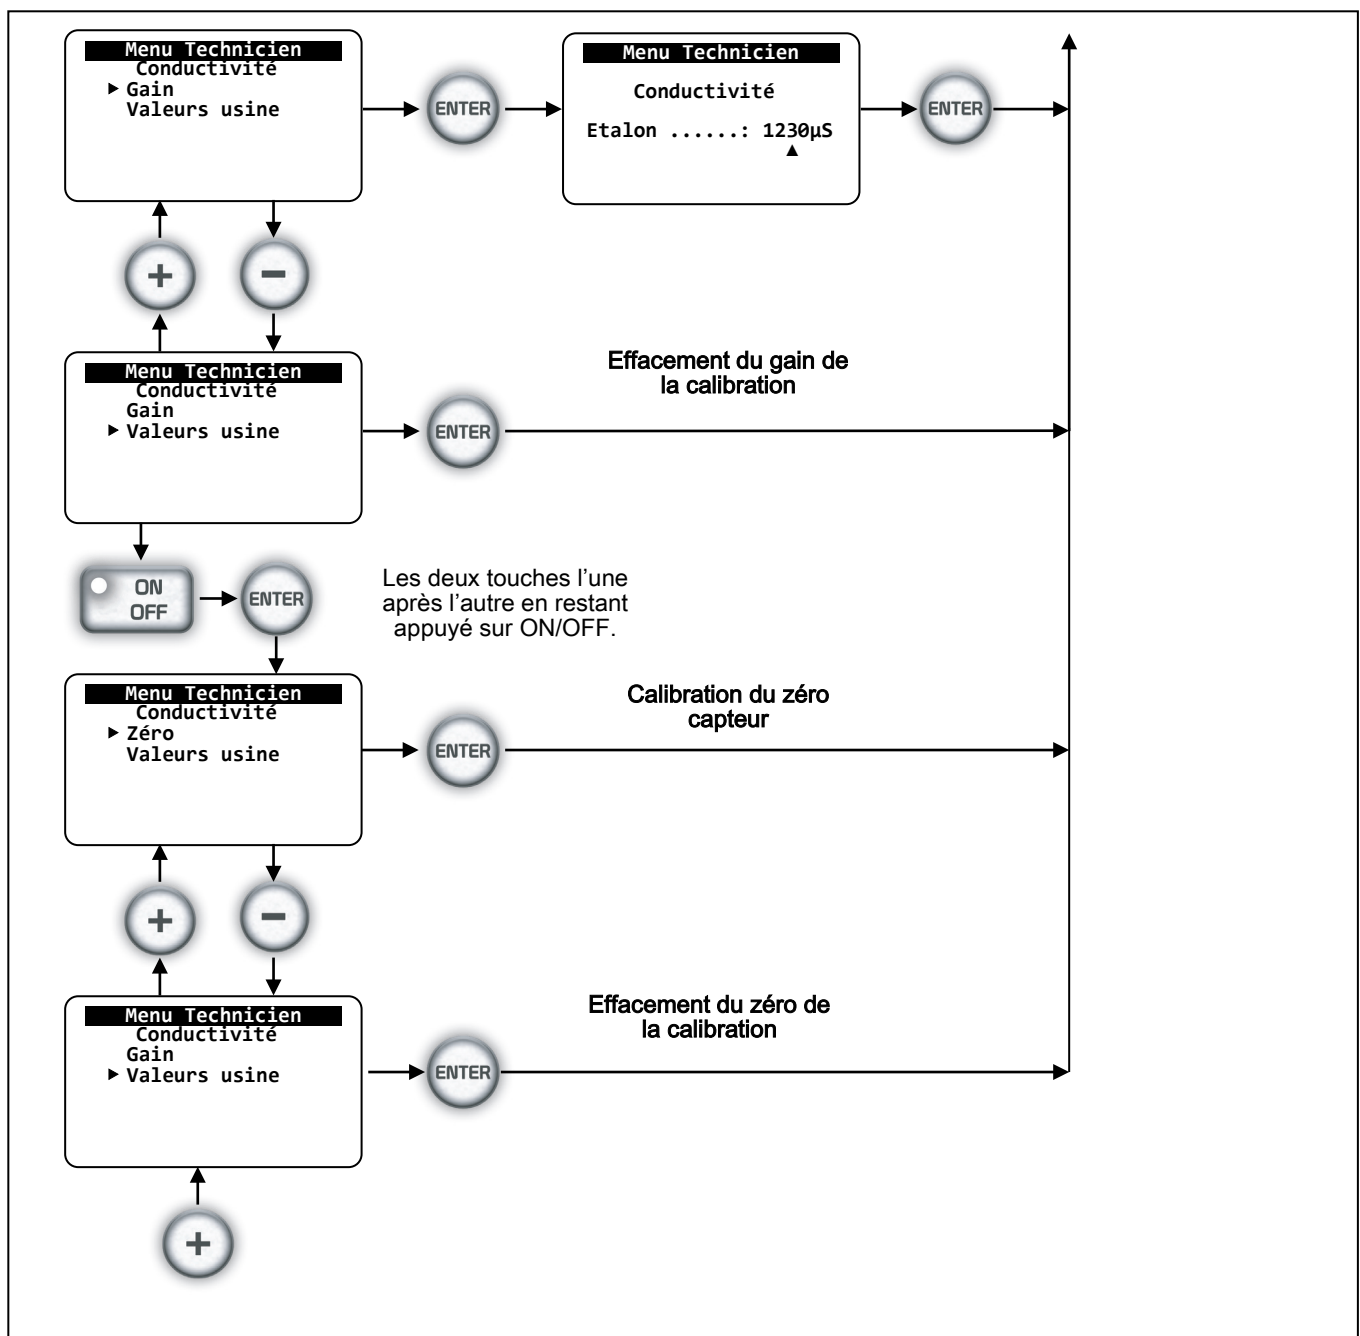 Menu Technicien
Conductivité
▶ Gain
Valeurs usine
ENTER
Menu Technicien
Conductivité
Etalon ......: 1230µS
▲
ENTER
+
-
Menu Technicien
Conductivité
Gain
▶ Valeurs usine
ENTER
Effacement du gain de
la calibration
ON
OFF
ENTER
Les deux touches l’une
après l’autre en restant
appuyé sur ON/OFF.
Menu Technicien
Conductivité
▶ Zéro
Valeurs usine
ENTER
Calibration du zéro
capteur
+
-
Menu Technicien
Conductivité
Gain
▶ Valeurs usine
ENTER
Effacement du zéro de
la calibration
+